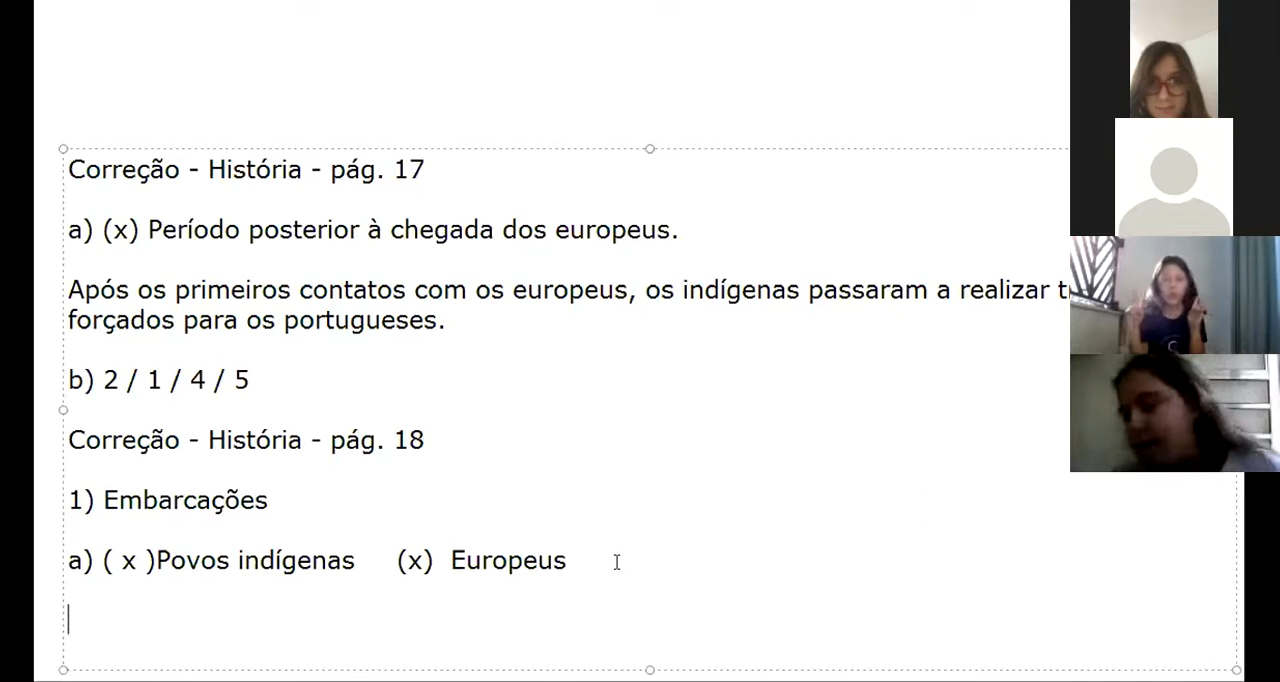 Correção - História - pág. 17
a) (x) Período posterior à chegada dos europeus.
Após os primeiros contatos com os europeus, os indígenas passaram a realizar
forçados para os portugueses.
b) 2 / 1 / 4 / 5
Correção - História - pág. 18
1) Embarcações
a) ( x )Povos indígenas (x) Europeus